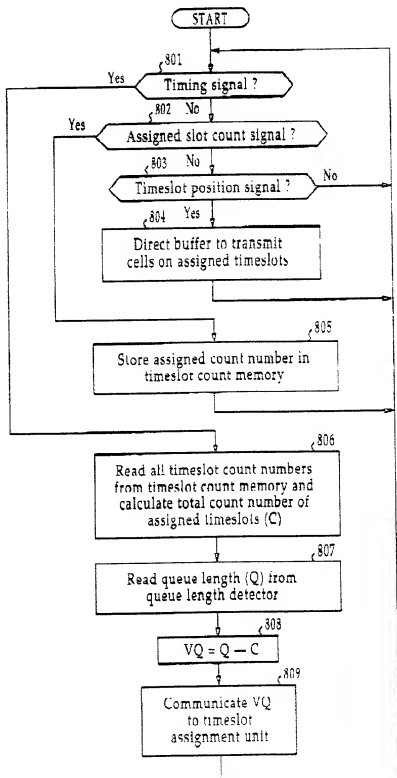 START
801
Yes
Timing signal ?
802
No
Yes
Assigned slot count signal ?
803
No
Timeslot position signal ?
No
804
Yes
Direct buffer to transmit
cells on assigned timeslots
805
Store assigned count number in
timeslot count memory
806
Read all timeslot count numbers
from timeslot count memory and
calculate total count number of
assigned timeslots (C)
807
Read queue length (Q) from
queue length detector
808
VQ = Q — C
809
Communicate VQ
to timeslot
assignment unit